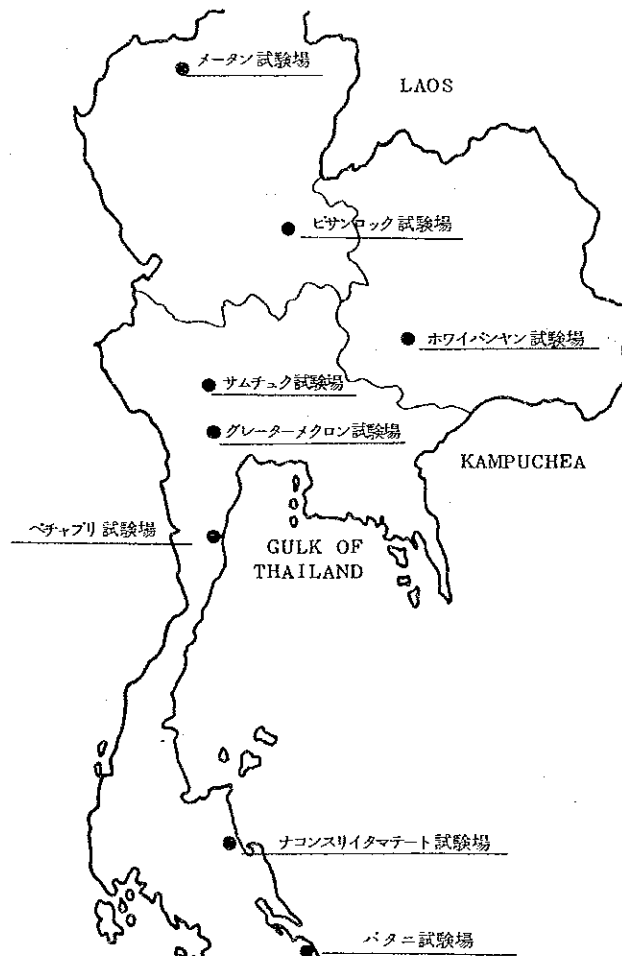 メータン試験場
LAOS
ピサンロック試験場
ホワイバンヤン試験場
サムチュク試験場
グレーターメクロン試験場
KAMPUCHEA
ペチャブリ試験場
GULK OF
THAILAND
ナコンスリイタマテート試験場
パタニ試験場